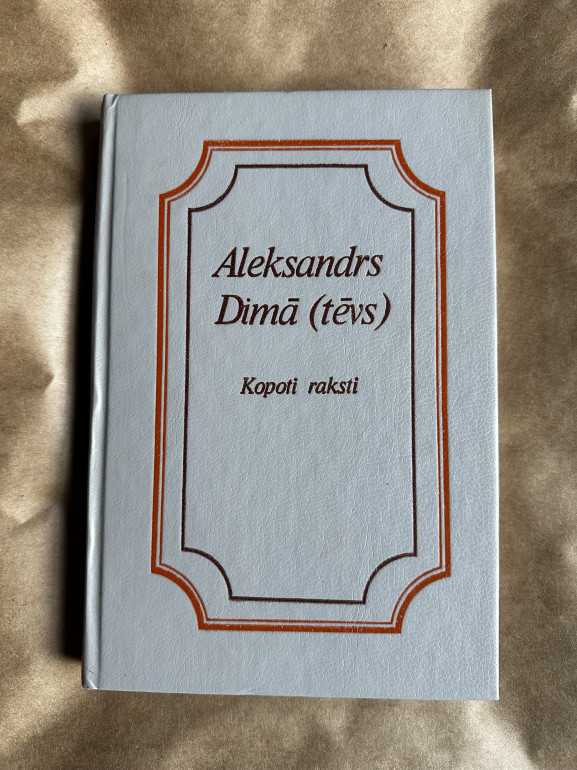 Aleksandrs
Dimā (tēvs)
Kopoti raksti